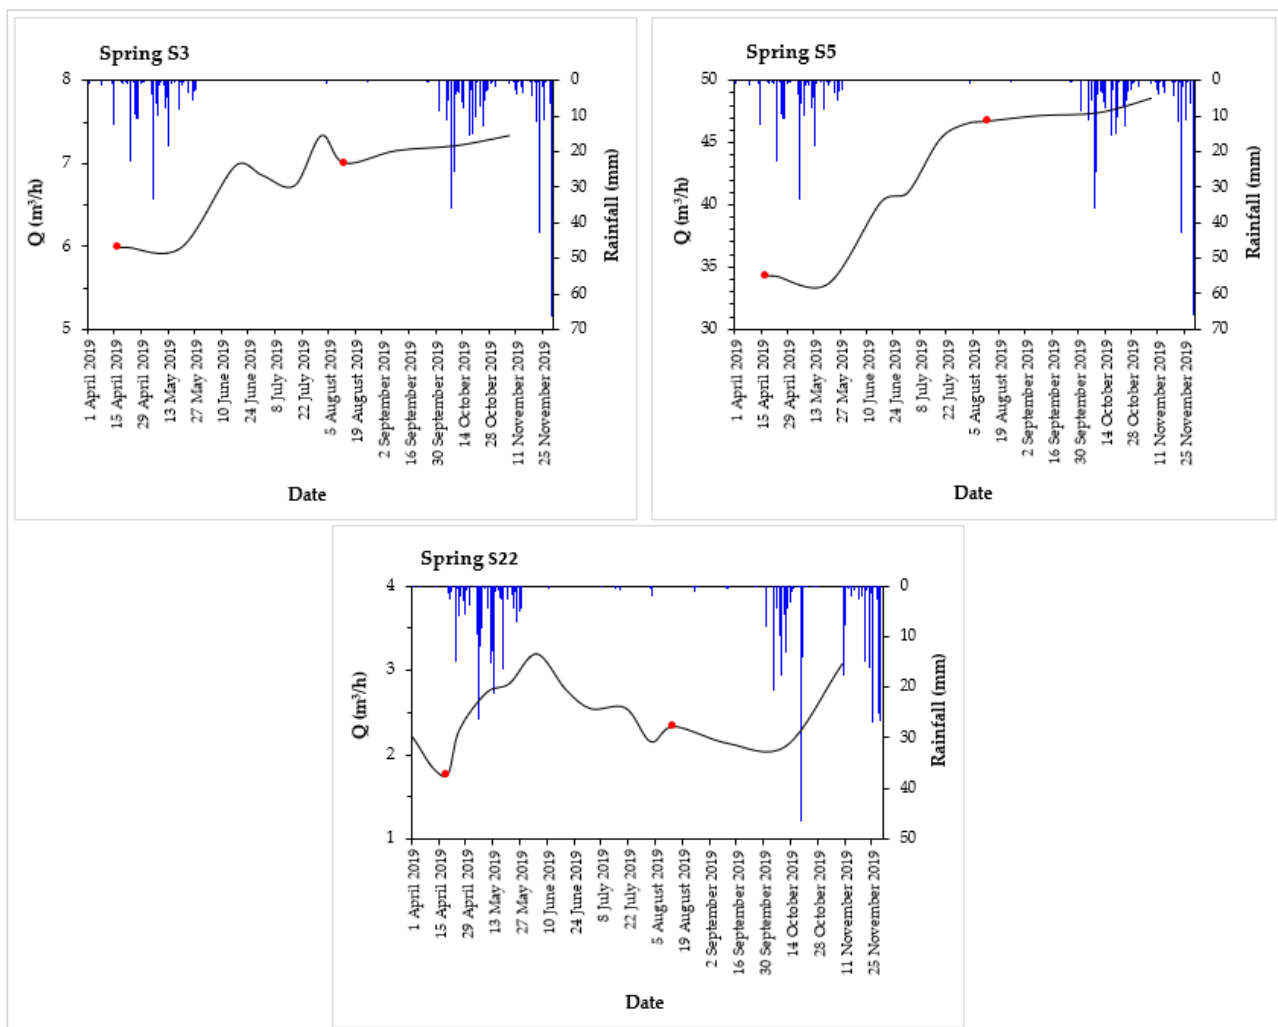 Spring S3
8
7
6
5
Q (m³/h)
0
10
20
30
40
50
60
70
Rainfall (mm)
1 April 2019
15 April 2019
29 April 2019
13 May 2019
27 May 2019
10 June 2019
24 June 2019
8 July 2019
22 July 2019
5 August 2019
19 August 2019
2 September 2019
16 September 2019
30 September 2019
14 October 2019
28 October 2019
11 November 2019
25 November 2019
Date
Spring S5
50
45
40
35
30
Q (m³/h)
0
10
20
30
40
50
60
70
Rainfall (mm)
1 April 2019
15 April 2019
29 April 2019
13 May 2019
27 May 2019
10 June 2019
24 June 2019
8 July 2019
22 July 2019
5 August 2019
19 August 2019
2 September 2019
16 September 2019
30 September 2019
14 October 2019
28 October 2019
11 November 2019
25 November 2019
Date
Spring S22
4
3
2
1
Q (m³/h)
0
10
20
30
40
50
Rainfall (mm)
1 April 2019
15 April 2019
29 April 2019
13 May 2019
27 May 2019
10 June 2019
24 June 2019
8 July 2019
22 July 2019
5 August 2019
19 August 2019
2 September 2019
16 September 2019
30 September 2019
14 October 2019
28 October 2019
11 November 2019
25 November 2019
Date